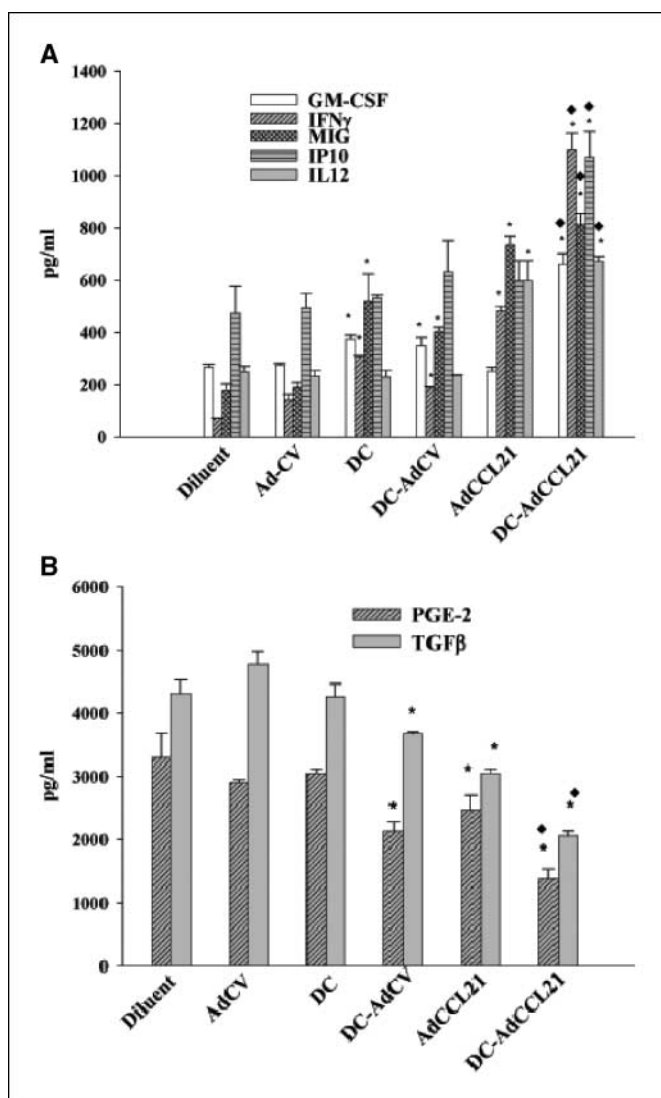 A
1400
1200
1000
800
600
400
200
0
pg/ml
GM-CSF
IFNγ
MIG
IP10
IL12
* * * * * * * * * * * * * *
◆ ◆ ◆ ◆ ◆
Diluent
Ad-CV
DC
DC-AdCV
AdCCL21
DC-AdCCL21
B
6000
5000
4000
3000
2000
1000
0
pg/ml
PGE-2
TGFβ
* * * * * *
◆ ◆
Diluent
AdCV
DC
DC-AdCV
AdCCL21
DC-AdCCL21